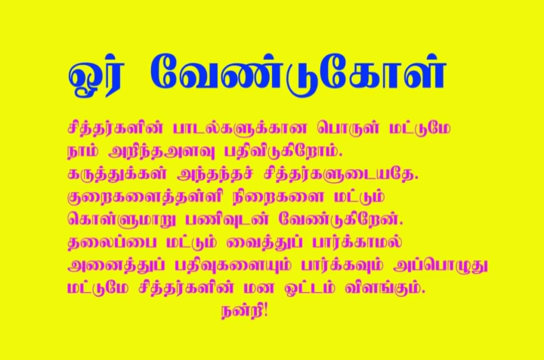 ஓர் வேண்டுகோள்
சித்தர்களின் பாடல்களுக்கான பொருள் மட்டுமே
நாம் அறிந்தஅளவு பதிவிடுகிறோம்.
கருத்துக்கள் அந்தந்தச் சித்தர்களுடையதே.
குறைகளைத்தள்ளி நிறைகளை மட்டும்
கொள்ளுமாறு பணிவுடன் வேண்டுகிறேன்.
தலைப்பை மட்டும் வைத்துப் பார்க்காமல்
அனைத்துப் பதிவுகளையும் பார்க்கவும் அப்பொழுது
மட்டுமே சித்தர்களின் மன ஓட்டம் விளங்கும்.
நன்றி!